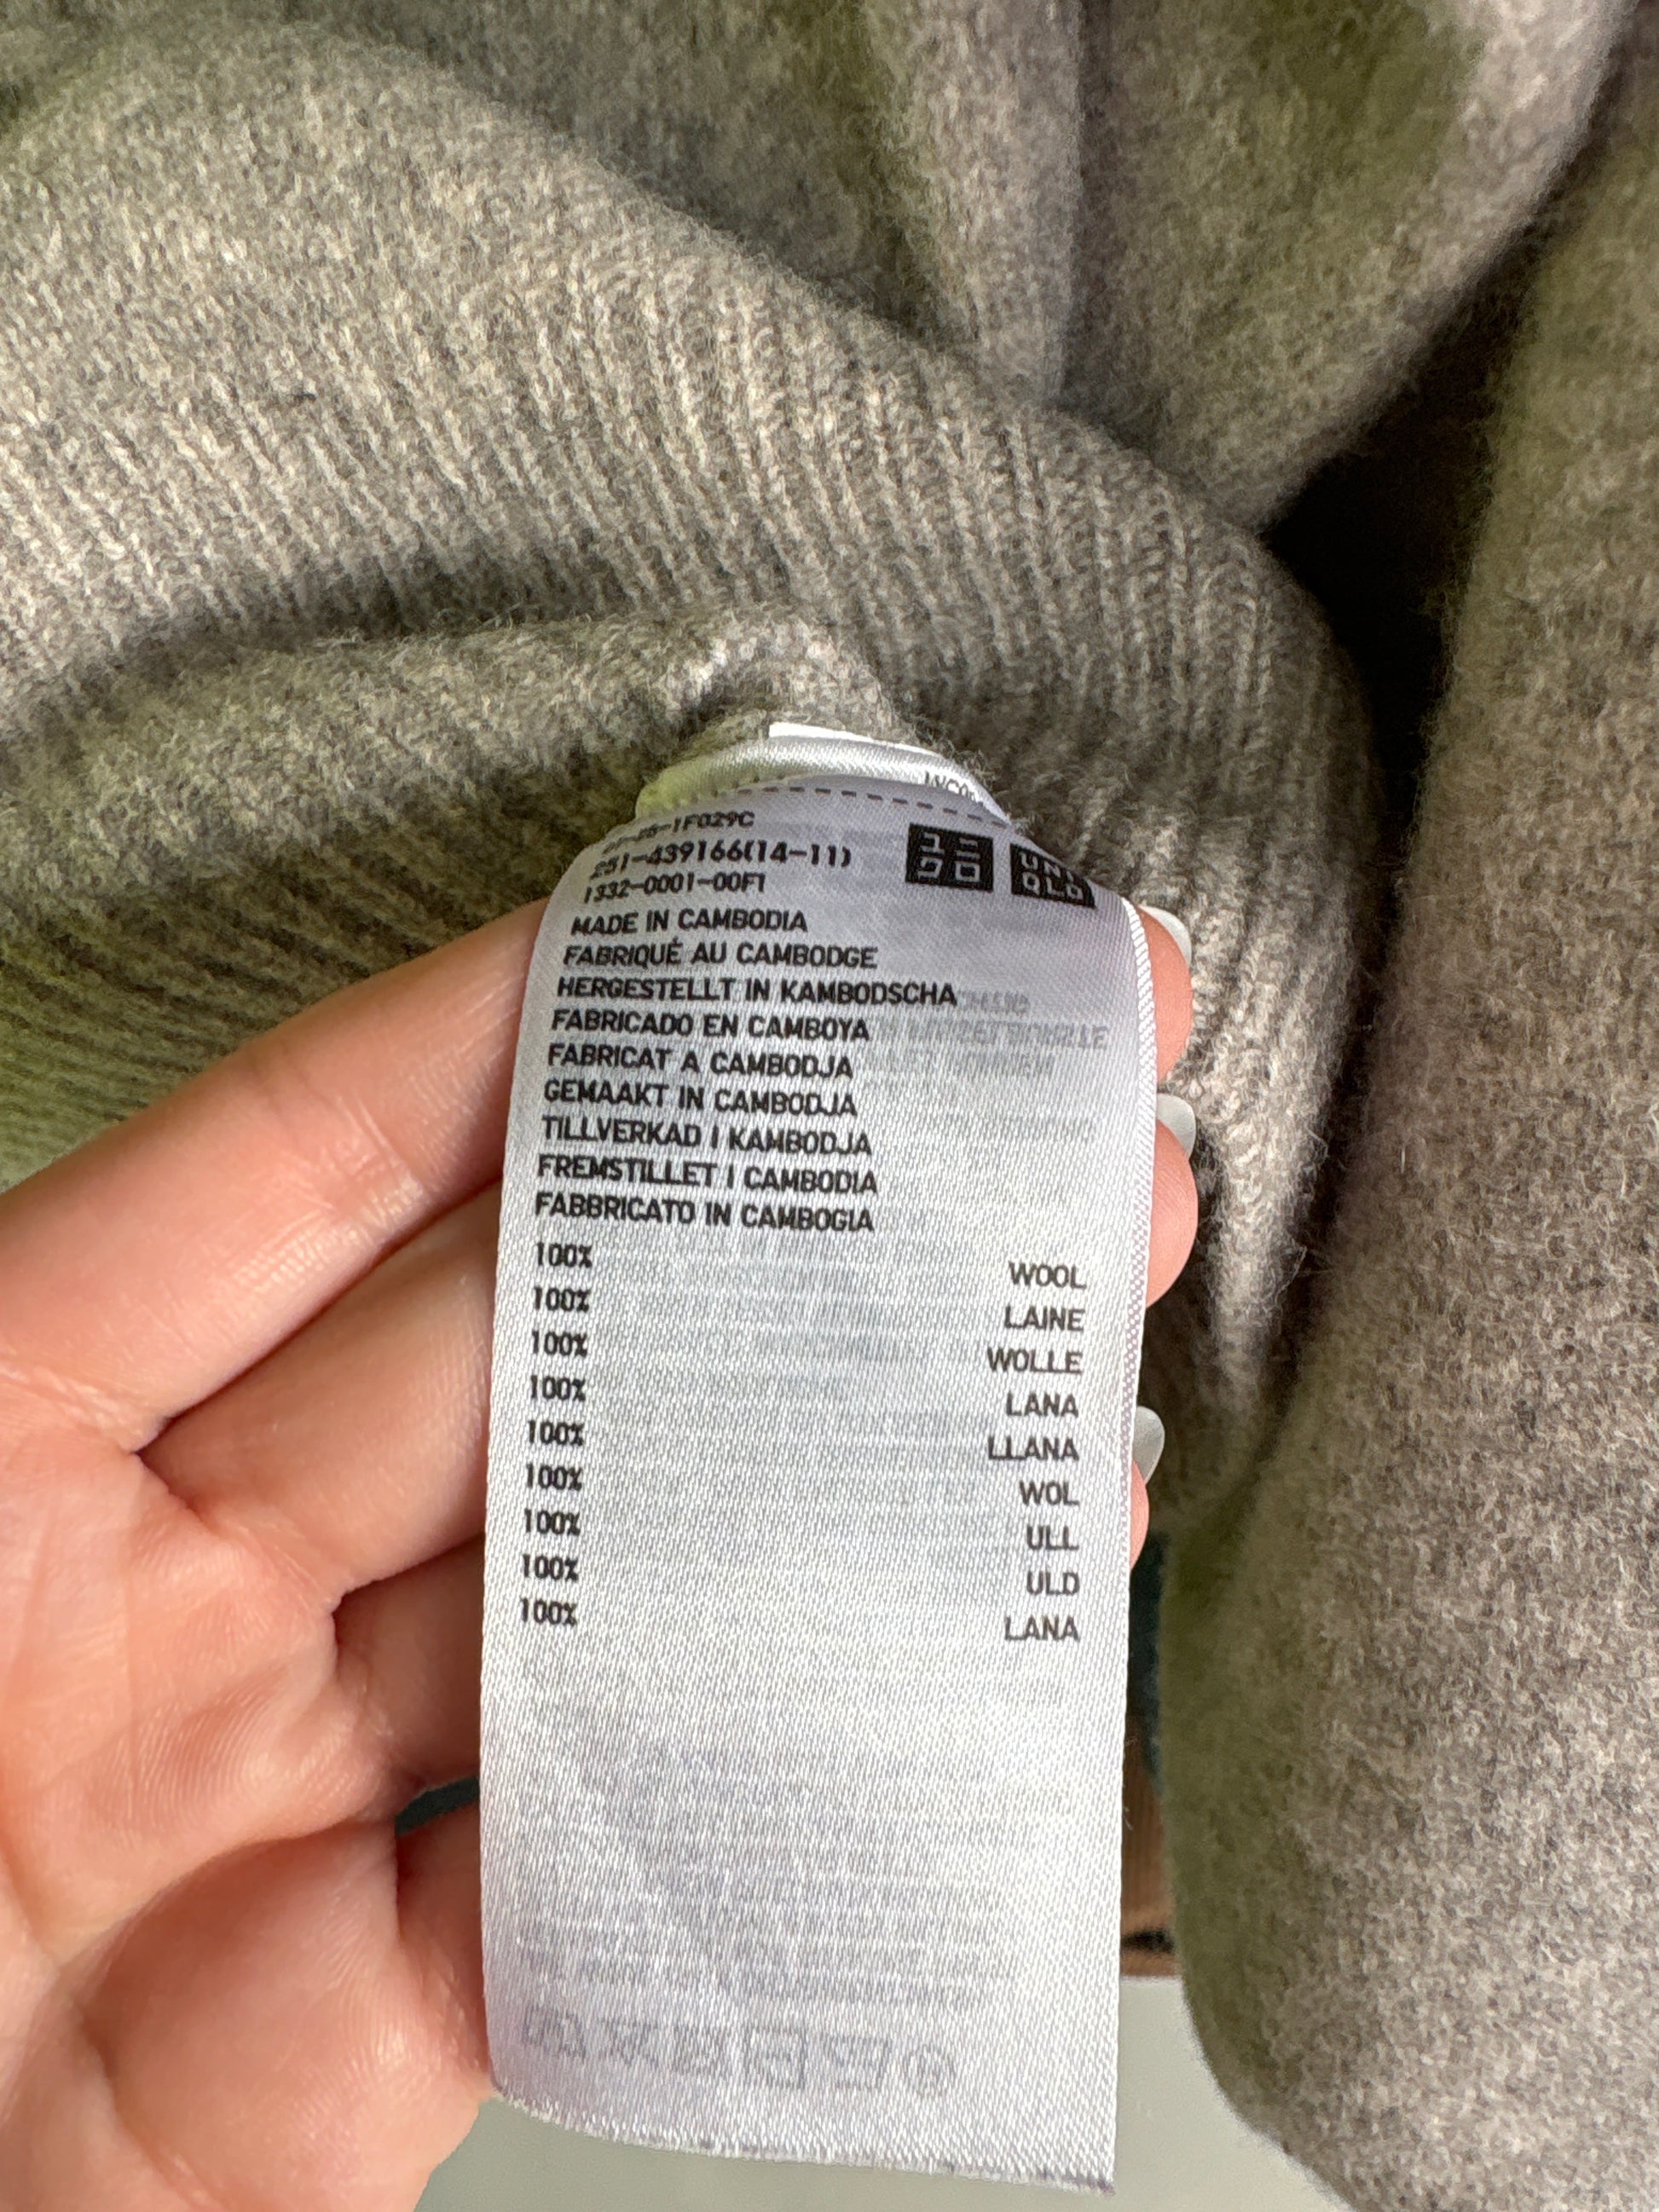 251-439166(14-11)
1332-0001-00F1
MADE IN CAMBODIA
FABRIQUÉ AU CAMBODGE
HERGESTELLT IN KAMBODSCHA
FABRICADO EN CAMBOYA
FABRICAT A CAMBODJA
GEMAAKT IN CAMBODJA
TILLVERKAD I KAMBODJA
FREMSTILLET I CAMBODIA
FABBRICATO IN CAMBOGIA
UNI
QLO
100% WOOL
100% LAINE
100% WOLLE
100% LANA
100% LLANA
100% WOL
100% ULL
100% ULD
100% LANA